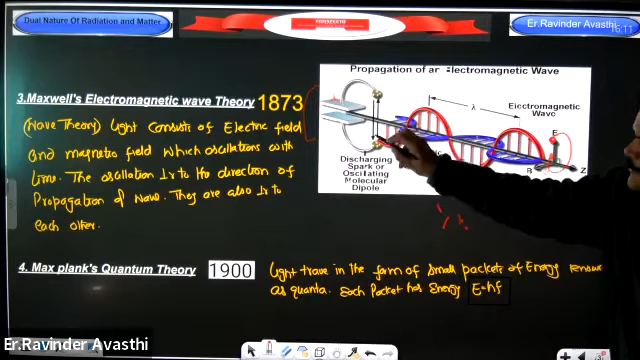 Dual Nature Of Radiation and Matter
Er.Ravinder Avasthi
16:11
Propagation of an Electromagnetic Wave
3.Maxwell's Electromagnetic wave Theory 1873
(Wave Theory) Light Consists of Electric field
and magnetic field which oscillations with
time. The oscillation ⊥r to the direction of
Propagation of wave. They are also ⊥r to
each other.
λ
Electromagnetic
Wave
E
B
Z
Discharging
Spark or
Oscillating
Molecular
Dipole
4. Max plank's Quantum Theory 1900
light trave in the form of small packets of Energy known
as quanta. Each Packet has Energy E=hf
Er.Ravinder Avasthi